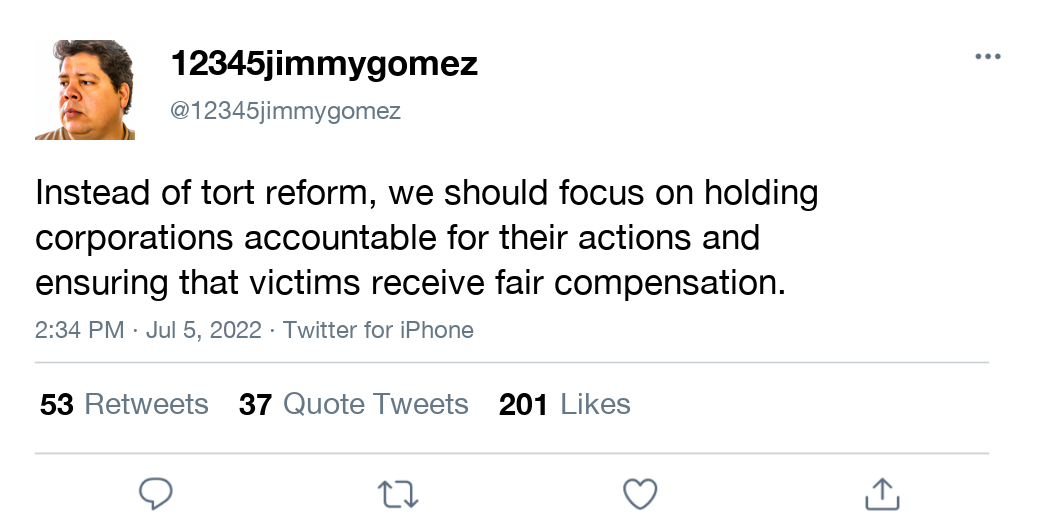 12345jimmygomez
@12345jimmygomez
Instead of tort reform, we should focus on holding
corporations accountable for their actions and
ensuring that victims receive fair compensation.
2:34 PM · Jul 5, 2022 · Twitter for iPhone
53 Retweets 37 Quote Tweets 201 Likes